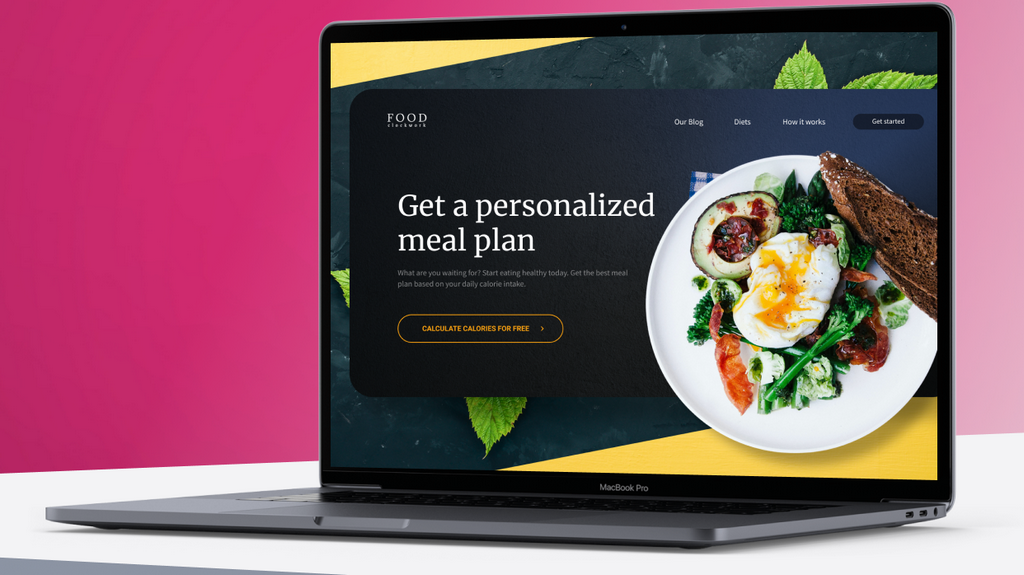 FOOD
clockwork
Our Blog
Diets
How it works
Get started
Get a personalized
meal plan
What are you waiting for? Start eating healthy today. Get the best meal
plan based on your daily calorie intake.
CALCULATE CALORIES FOR FREE
MacBook Pro